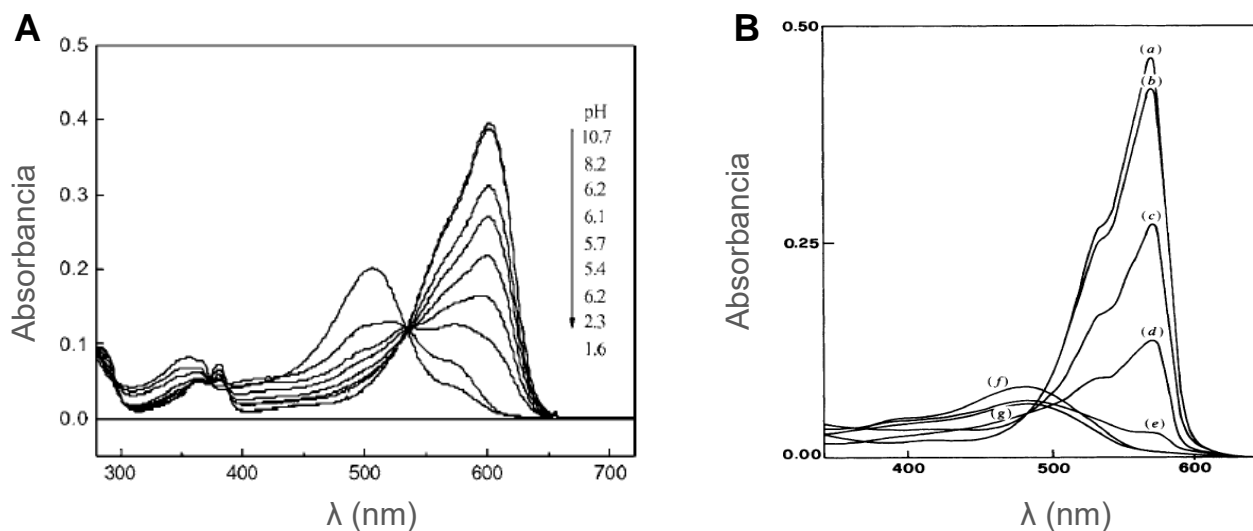 A
B
Absorbancia
0.5
0.4
0.3
0.2
0.1
0.0
300
400
500
600
700
λ (nm)
pH
10.7
8.2
6.2
6.1
5.7
5.4
6.2
2.3
1.6
Absorbancia
0.50
0.25
0.00
400
500
600
λ (nm)
(a)
(b)
(c)
(d)
(e)
(f)
(g)